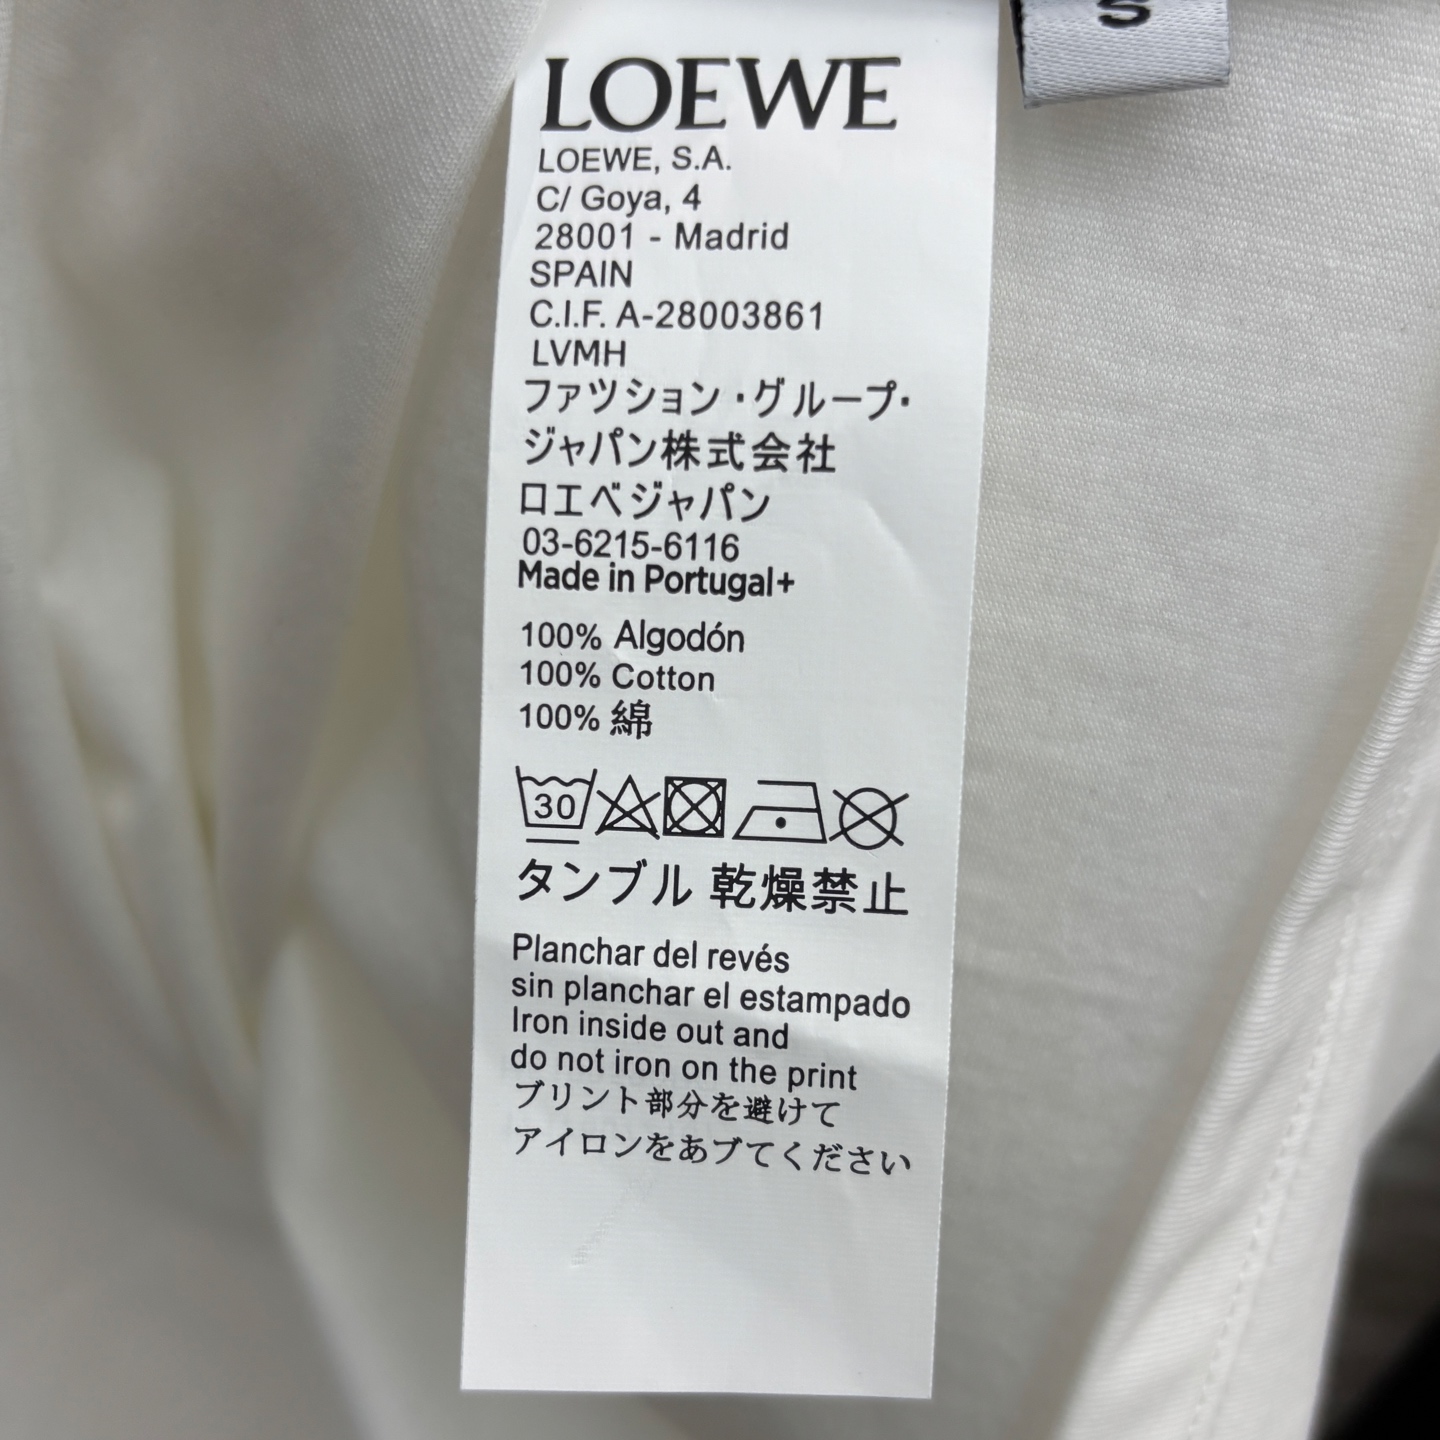 S
LOEWE
LOEWE, S.A.
C/ Goya, 4
28001 - Madrid
SPAIN
C.I.F. A-28003861
LVMH
ファツション・グループ・
ジャパン株式会社
ロエベジャパン
03-6215-6116
Made in Portugal+
100% Algodón
100% Cotton
100% 綿
30
タンブル 乾燥禁止
Planchar del revés
sin planchar el estampado
Iron inside out and
do not iron on the print
ブリント部分を避けて
アイロンをあブてください